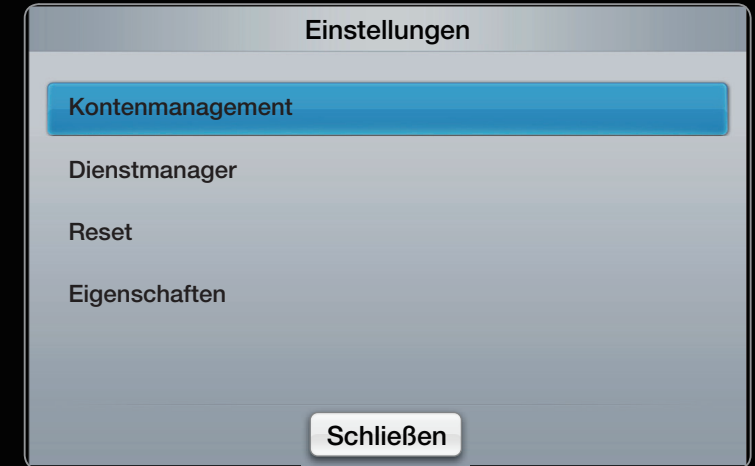 Einstellungen
Kontenmanagement
Dienstmanager
Reset
Eigenschaften
Schließen